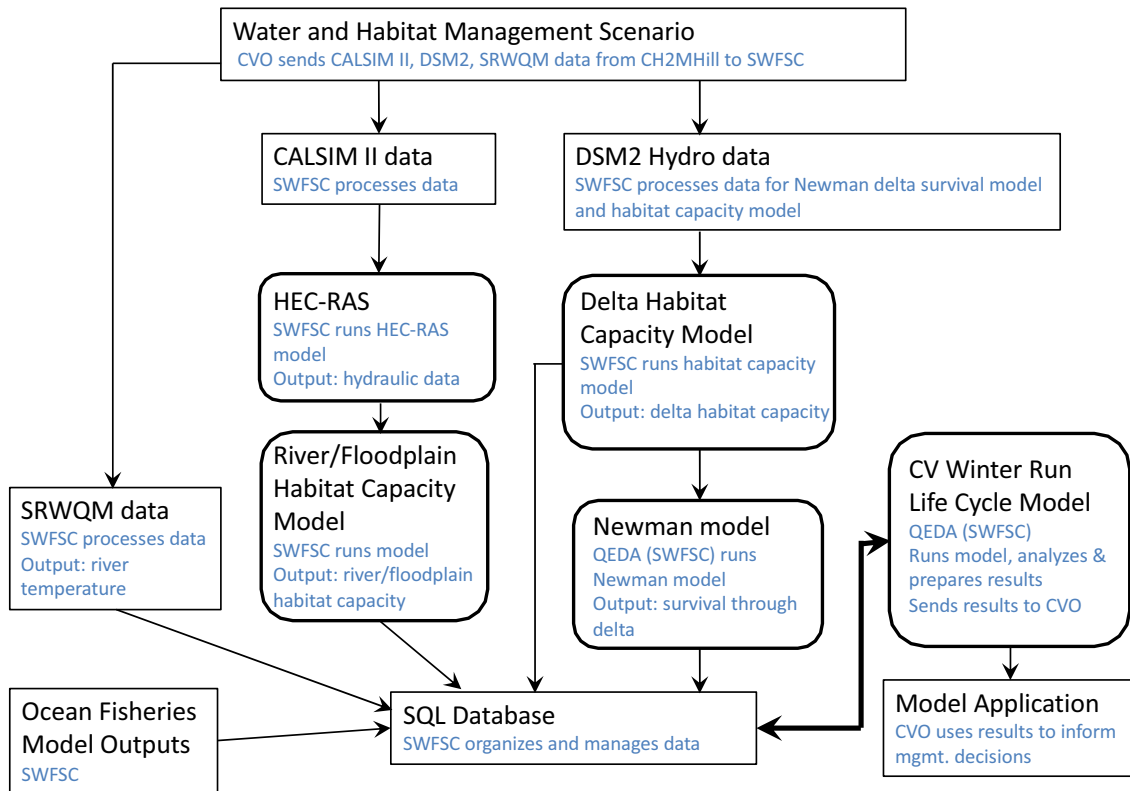 Water and Habitat Management Scenario
CVO sends CALSIM II, DSM2, SRWQM data from CH2MHill to SWFSC
CALSIM II data
SWFSC processes data
DSM2 Hydro data
SWFSC processes data for Newman delta survival model
and habitat capacity model
HEC-RAS
SWFSC runs HEC-RAS
model
Output: hydraulic data
Delta Habitat
Capacity Model
SWFSC runs habitat capacity
model
Output: delta habitat capacity
River/Floodplain
Habitat Capacity
Model
SWFSC runs model
Output: river/floodplain
habitat capacity
SRWQM data
SWFSC processes data
Output: river
temperature
Newman model
QEDA (SWFSC) runs
Newman model
Output: survival through
delta
CV Winter Run
Life Cycle Model
QEDA (SWFSC)
Runs model, analyzes &
prepares results
Sends results to CVO
Ocean Fisheries
Model Outputs
SWFSC
SQL Database
SWFSC organizes and manages data
Model Application
CVO uses results to inform
mgmt. decisions